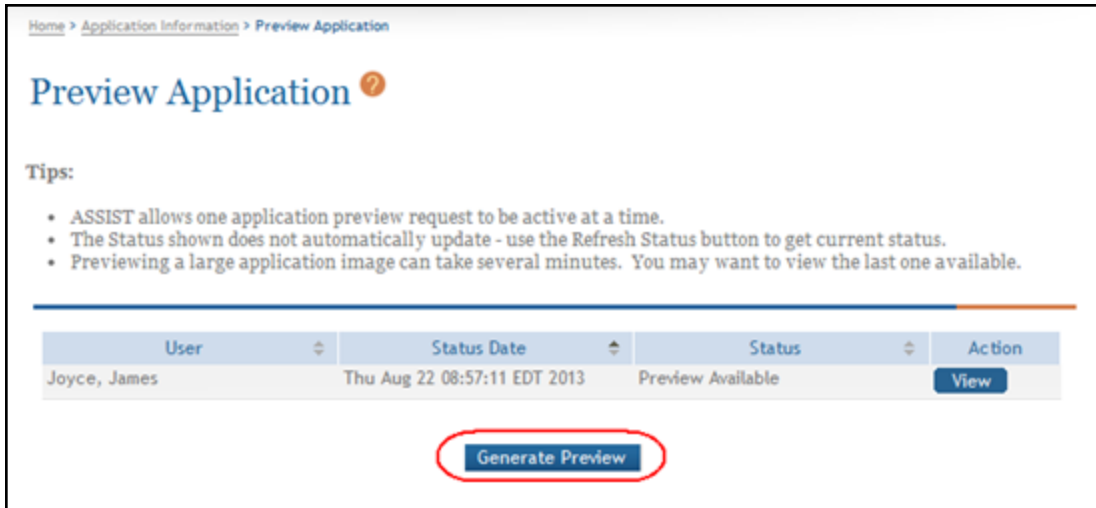 Home > Application Information > Preview Application
Preview Application ?
Tips:
• ASSIST allows one application preview request to be active at a time.
• The Status shown does not automatically update - use the Refresh Status button to get current status.
• Previewing a large application image can take several minutes. You may want to view the last one available.
User Status Date Status Action
Joyce, James Thu Aug 22 08:57:11 EDT 2013 Preview Available View
Generate Preview